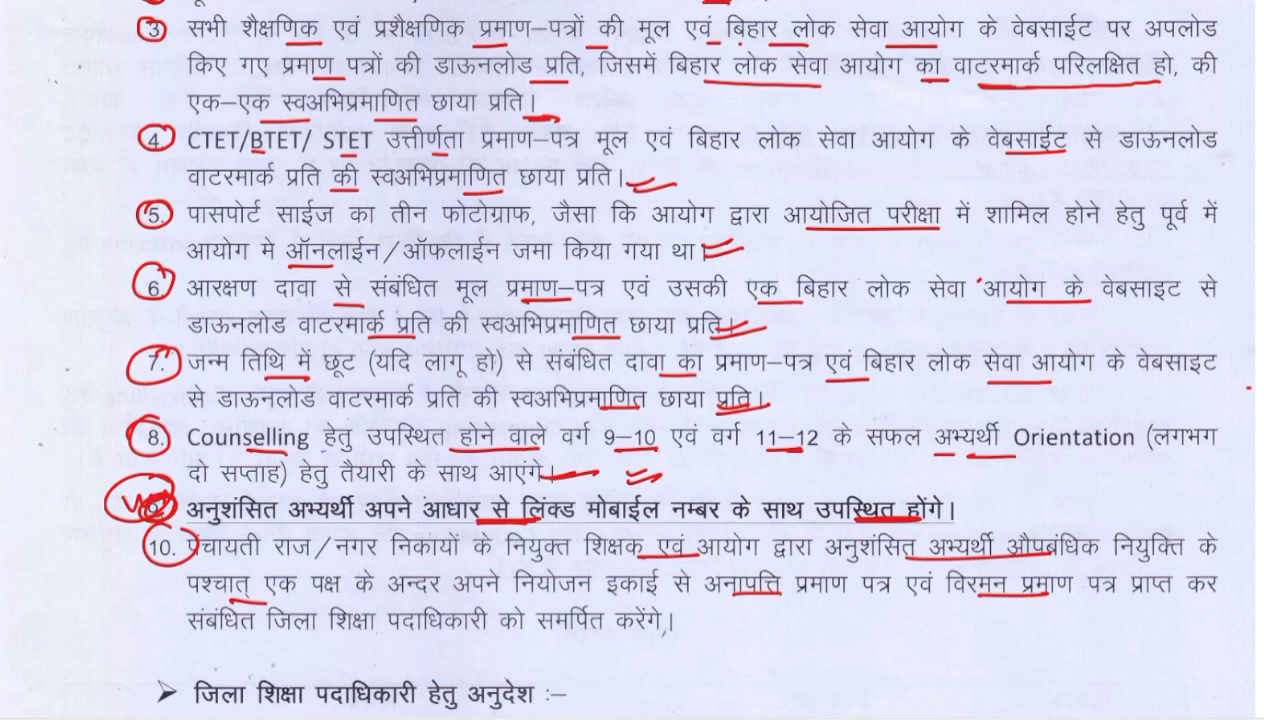 3. सभी शैक्षणिक एवं प्रशैक्षणिक प्रमाण–पत्रों की मूल एवं बिहार लोक सेवा आयोग के वेबसाईट पर अपलोड
किए गए प्रमाण पत्रों की डाऊनलोड प्रति, जिसमें बिहार लोक सेवा आयोग का वाटरमार्क परिलक्षित हो, की
एक–एक स्वअभिप्रमाणित छाया प्रति
4. CTET/BTET/ STET उत्तीर्णता प्रमाण–पत्र मूल एवं बिहार लोक सेवा आयोग के वेबसाईट से डाऊनलोड
वाटरमार्क प्रति की स्वअभिप्रमाणित छाया प्रति।
5. पासपोर्ट साईज का तीन फोटोग्राफ, जैसा कि आयोग द्वारा आयोजित परीक्षा में शामिल होने हेतु पूर्व में
आयोग में ऑनलाईन/ऑफलाईन जमा किया गया था।
6. आरक्षण दावा से संबंधित मूल प्रमाण–पत्र एवं उसकी एक बिहार लोक सेवा आयोग के वेबसाइट से
डाऊनलोड वाटरमार्क प्रति की स्वअभिप्रमाणित छाया प्रति
7. जन्म तिथि में छूट (यदि लागू हो) से संबंधित दावा का प्रमाण–पत्र एवं बिहार लोक सेवा आयोग के वेबसाइट
से डाऊनलोड वाटरमार्क प्रति की स्वअभिप्रमाणित छाया प्रति।
8. Counselling हेतु उपस्थित होने वाले वर्ग 9–10 एवं वर्ग 11–12 के सफल अभ्यर्थी Orientation (लगभग
दो सप्ताह) हेतु तैयारी के साथ आएंगे।
9. अनुशंसित अभ्यर्थी अपने आधार से लिंक्ड मोबाईल नम्बर के साथ उपस्थित होंगे।
10. पंचायती राज/नगर निकायों के नियुक्त शिक्षक एवं आयोग द्वारा अनुशंसित अभ्यर्थी औपबंधिक नियुक्ति के
पश्चात् एक पक्ष के अन्दर अपने नियोजन इकाई से अनापत्ति प्रमाण पत्र एवं विरमन प्रमाण पत्र प्राप्त कर
संबंधित जिला शिक्षा पदाधिकारी को समर्पित करेंगे।
➢ जिला शिक्षा पदाधिकारी हेतु अनुदेश :–